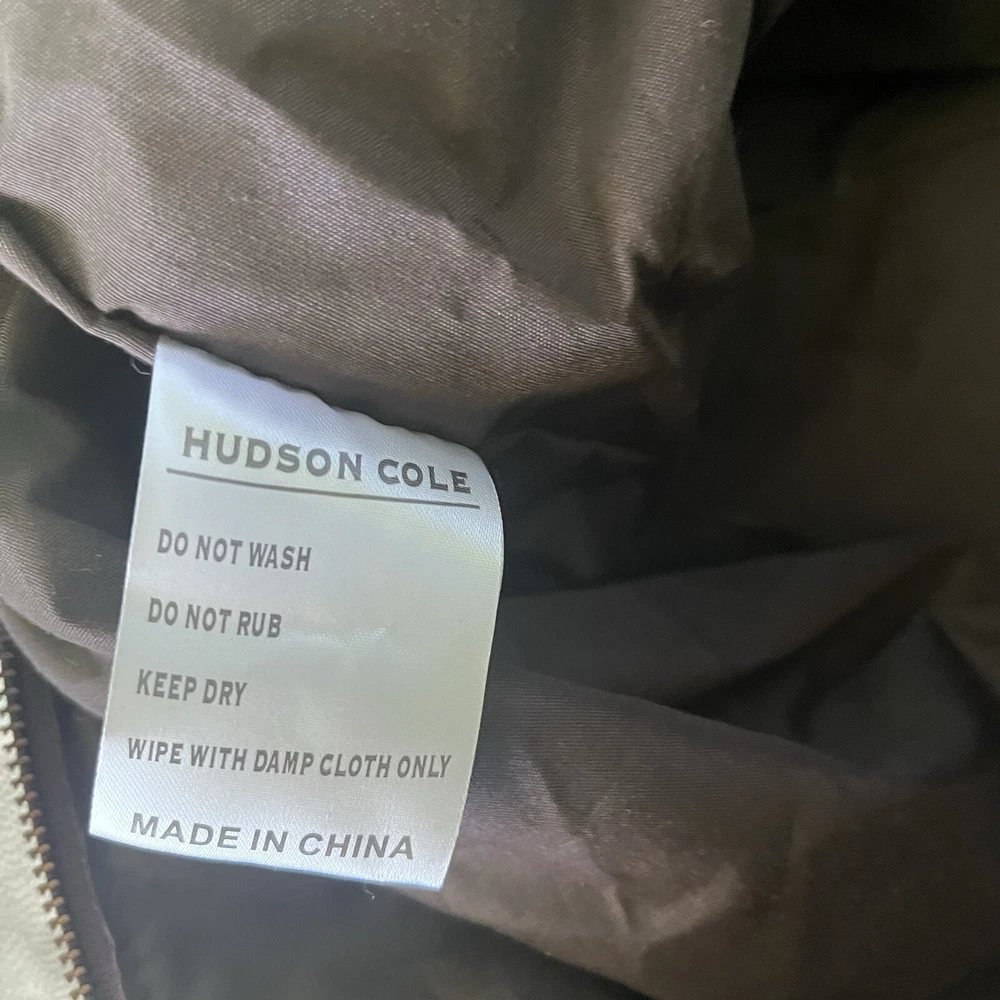 HUDSON COLE
DO NOT WASH
DO NOT RUB
KEEP DRY
WIPE WITH DAMP CLOTH ONLY
MADE IN CHINA